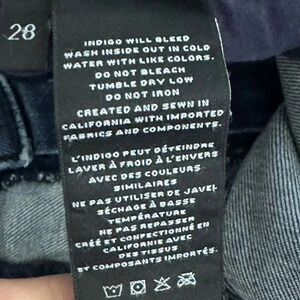 28
INDIGO WILL BLEED
WASH INSIDE OUT IN COLD
WATER WITH LIKE COLORS.
DO NOT BLEACH
TUMBLE DRY LOW
DO NOT IRON
CREATED AND SEWN IN
CALIFORNIA WITH IMPORTED
FABRICS AND COMPONENTS.
L'INDIGO PEUT DÉTEINDRE
LAVER À FROID À L'ENVERS
AVEC DES COULEURS
SIMILAIRES
NE PAS UTILISER DE JAVEL
SÉCHAGE À BASSE
TEMPÉRATURE
NE PAS REPASSER
CRÉÉ ET CONFECTIONNÉ EN
CALIFORNIE AVEC
DES TISSUS
ET COMPOSANTS IMPORTÉS.